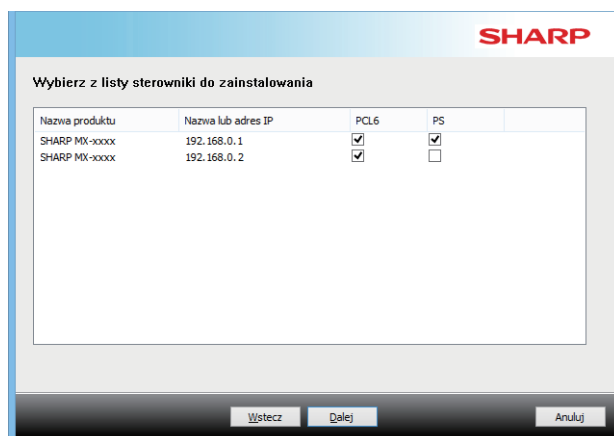 SHARP
Wybierz z listy sterowniki do zainstalowania
Nazwa produktu Nazwa lub adres IP PCL6 PS
SHARP MX-xxxx 192.168.0.1
SHARP MX-xxxx 192.168.0.2
Wstecz Dalej Anuluj